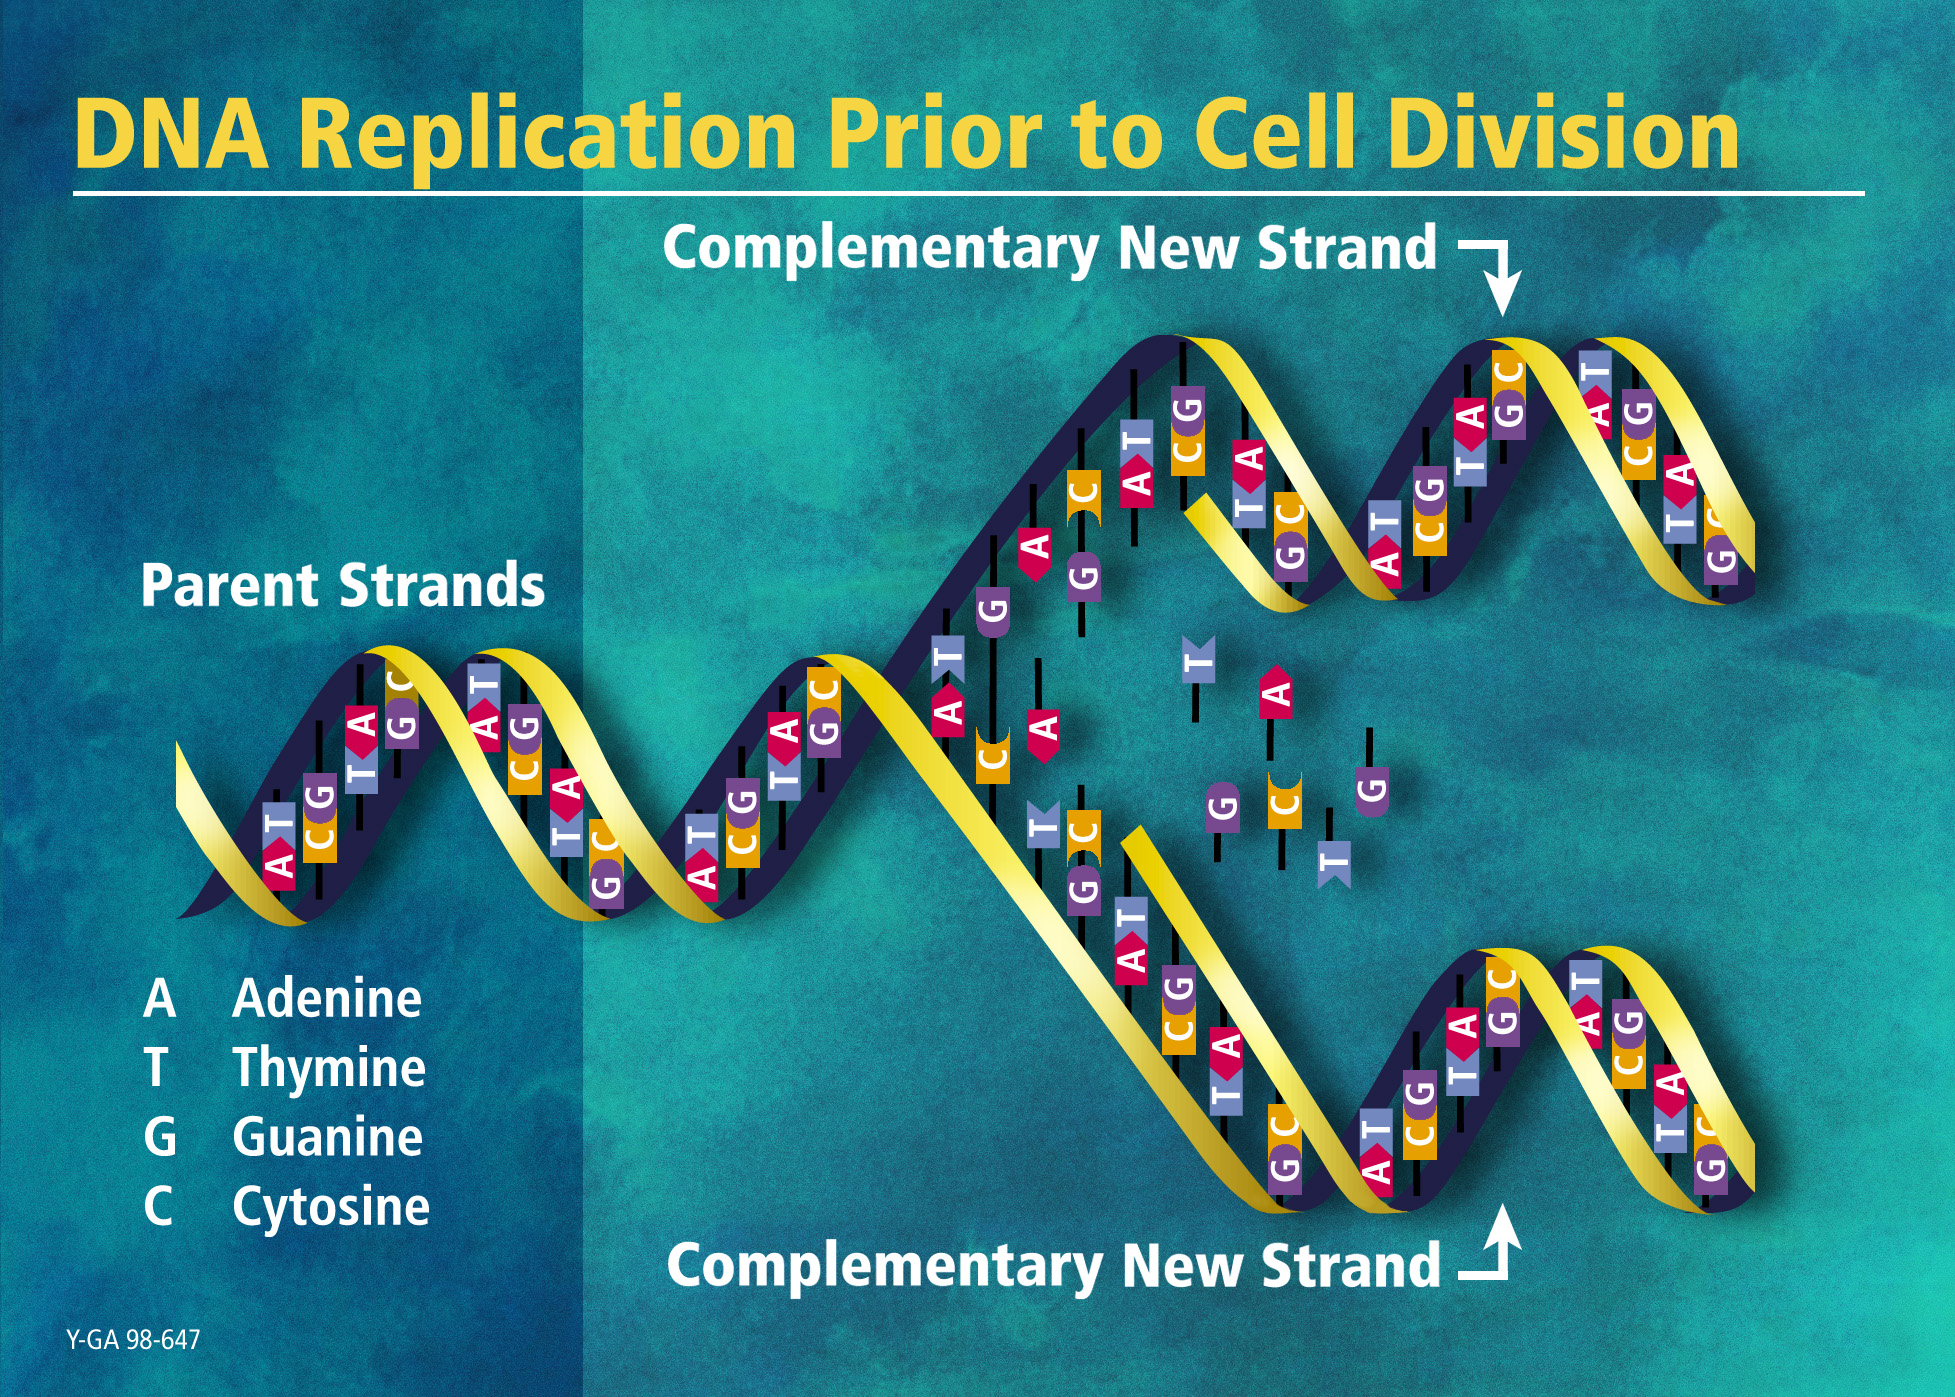 DNA Replication Prior to Cell Division
Complementary New Strand
Parent Strands
A Adenine
T Thymine
G Guanine
C Cytosine
Complementary New Strand
Y-GA 98-647
A T
C G
T A
G C
A T
C G
T A
G C
A T
C G
T A
G C
A T
C G
A
T
A
C
G
G
C
A T
C G
T A
G C
A T
C G
T A
G C
A T
C G
T A
G C
T
A
G
C
T
G
A T
C G
T A
G C
A T
C G
T A
G C
A T
C G
T A
G C